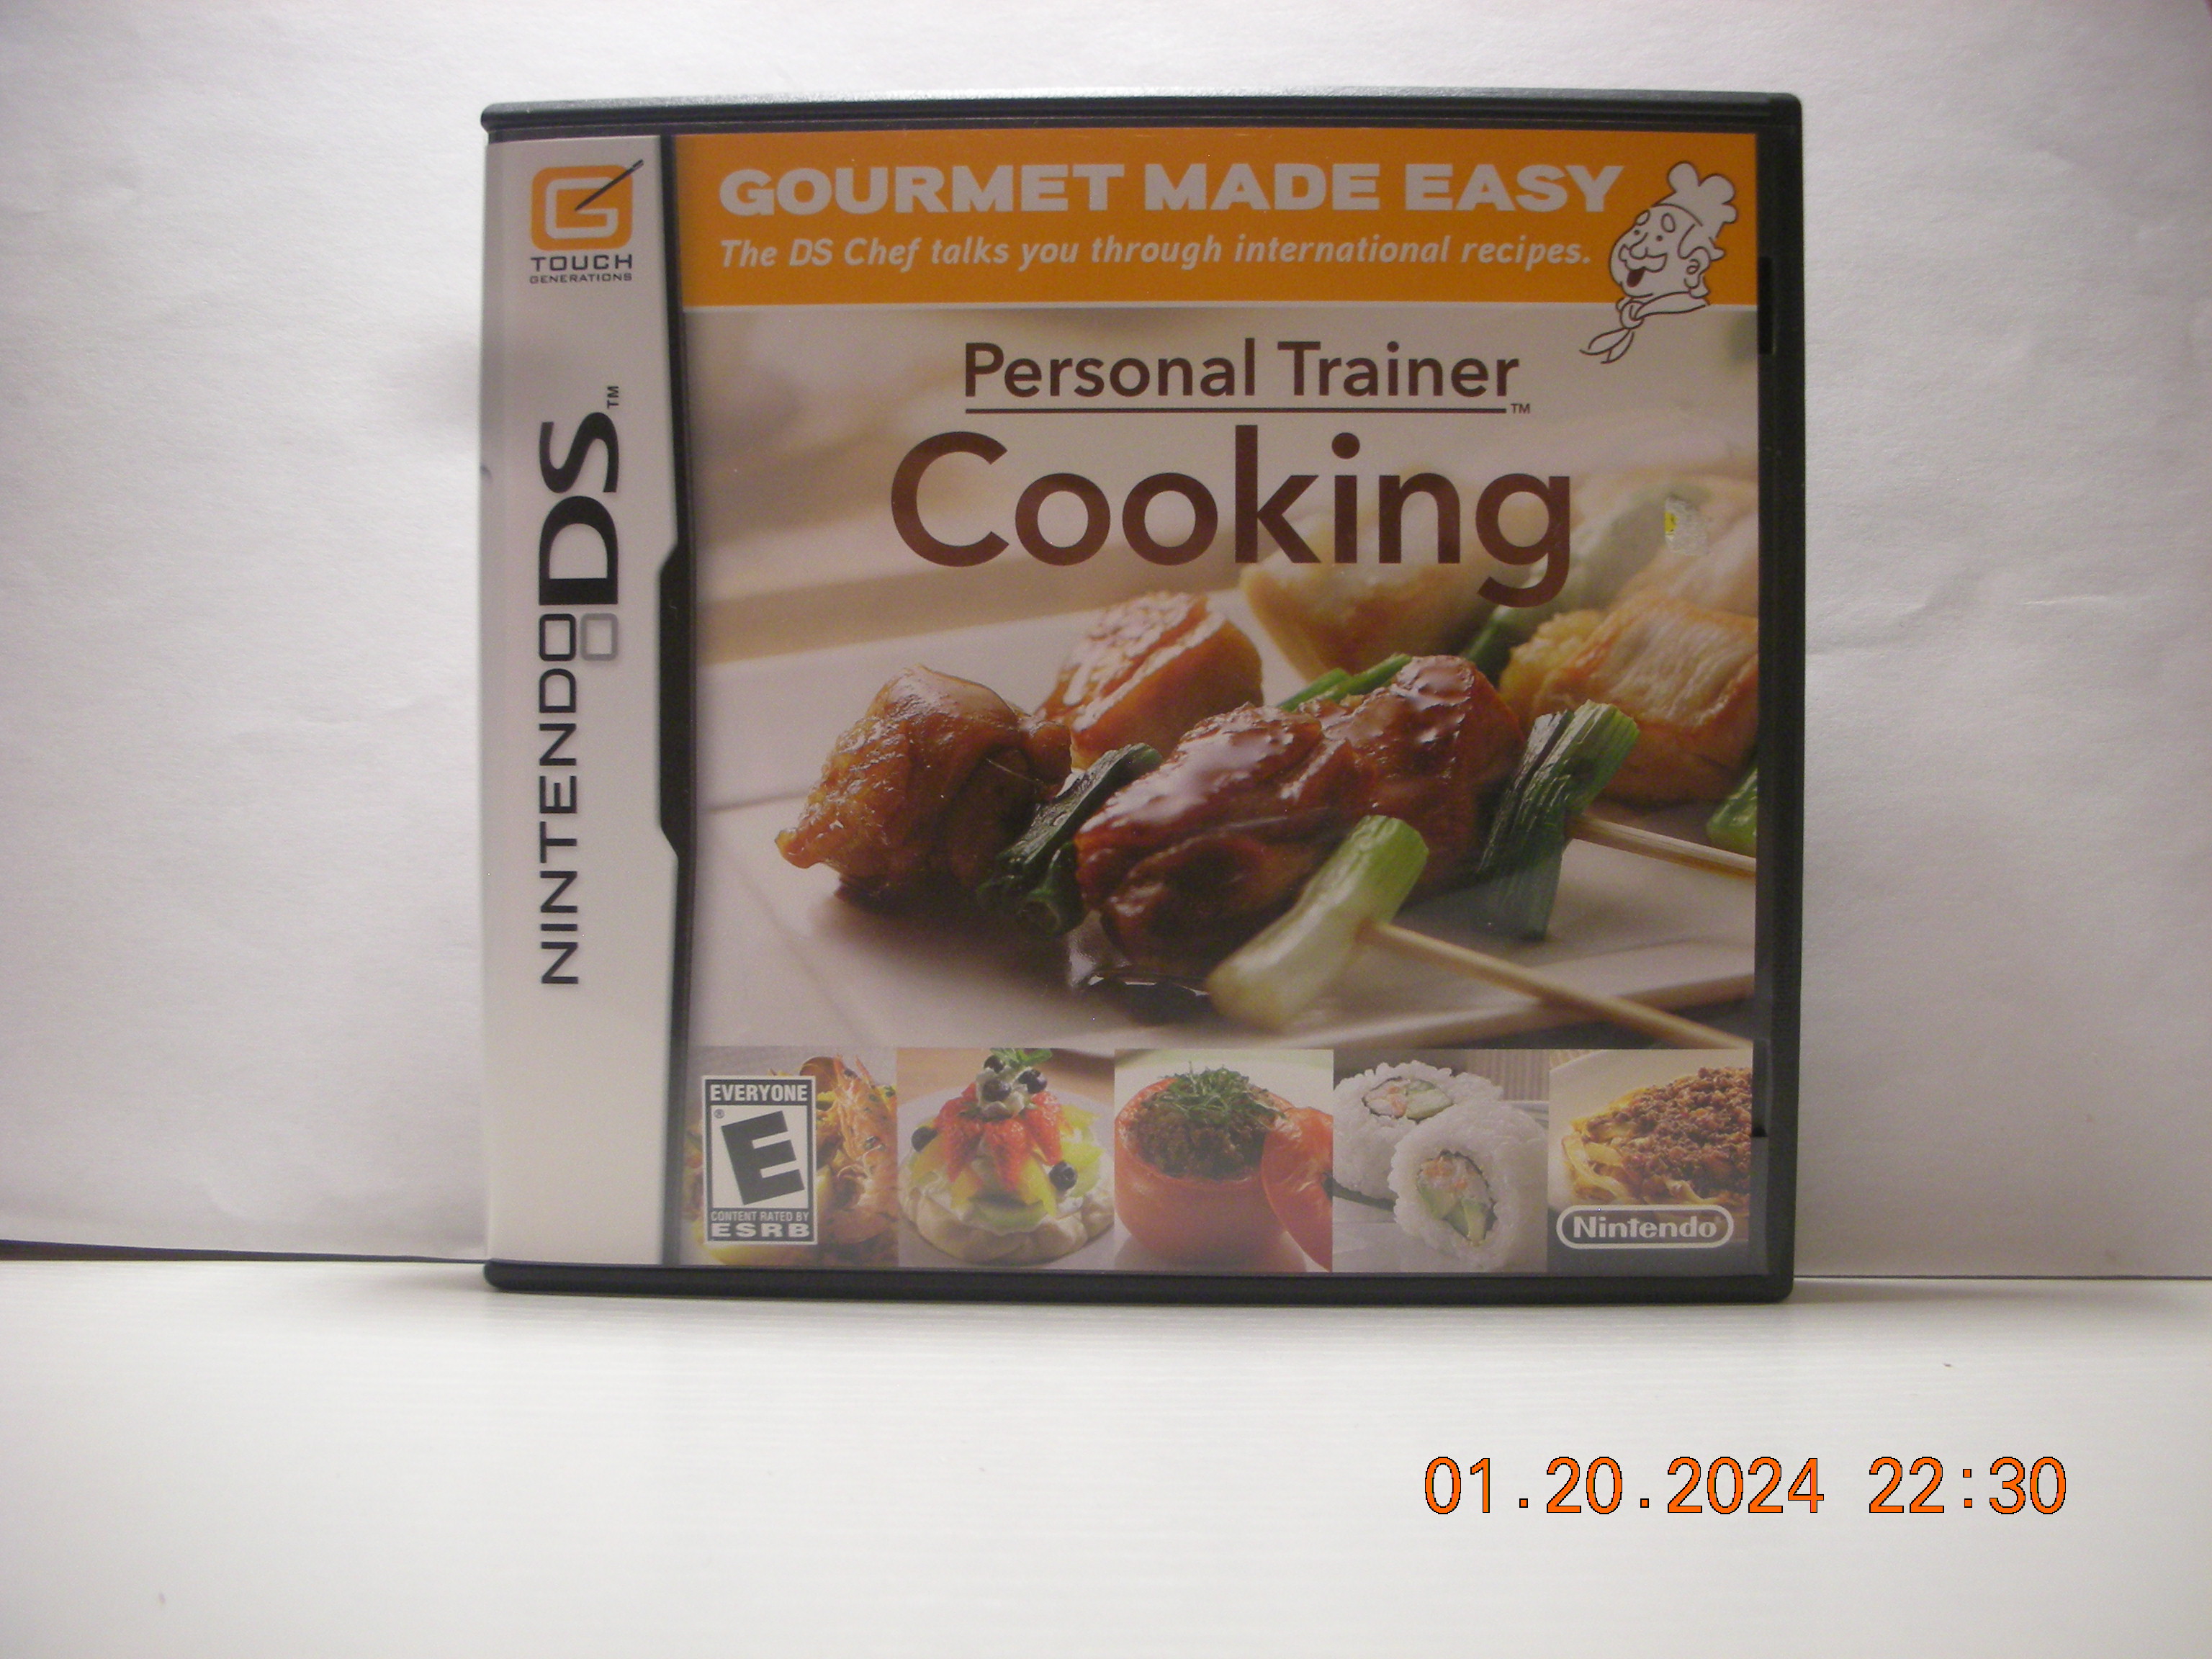 TOUCH
GENERATIONS
NINTENDO DS™
GOURMET MADE EASY
The DS Chef talks you through international recipes.
Personal Trainer™
Cooking
EVERYONE
E®
CONTENT RATED BY
ESRB
Nintendo®
01.20.2024 22:30